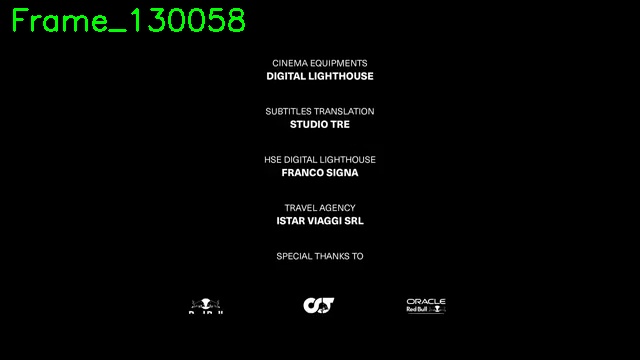 Frame_130058
CINEMA EQUIPMENTS
DIGITAL LIGHTHOUSE
SUBTITLES TRANSLATION
STUDIO TRE
HSE DIGITAL LIGHTHOUSE
FRANCO SIGNA
TRAVEL AGENCY
ISTAR VIAGGI SRL
SPECIAL THANKS TO
ORACLE
Red Bull